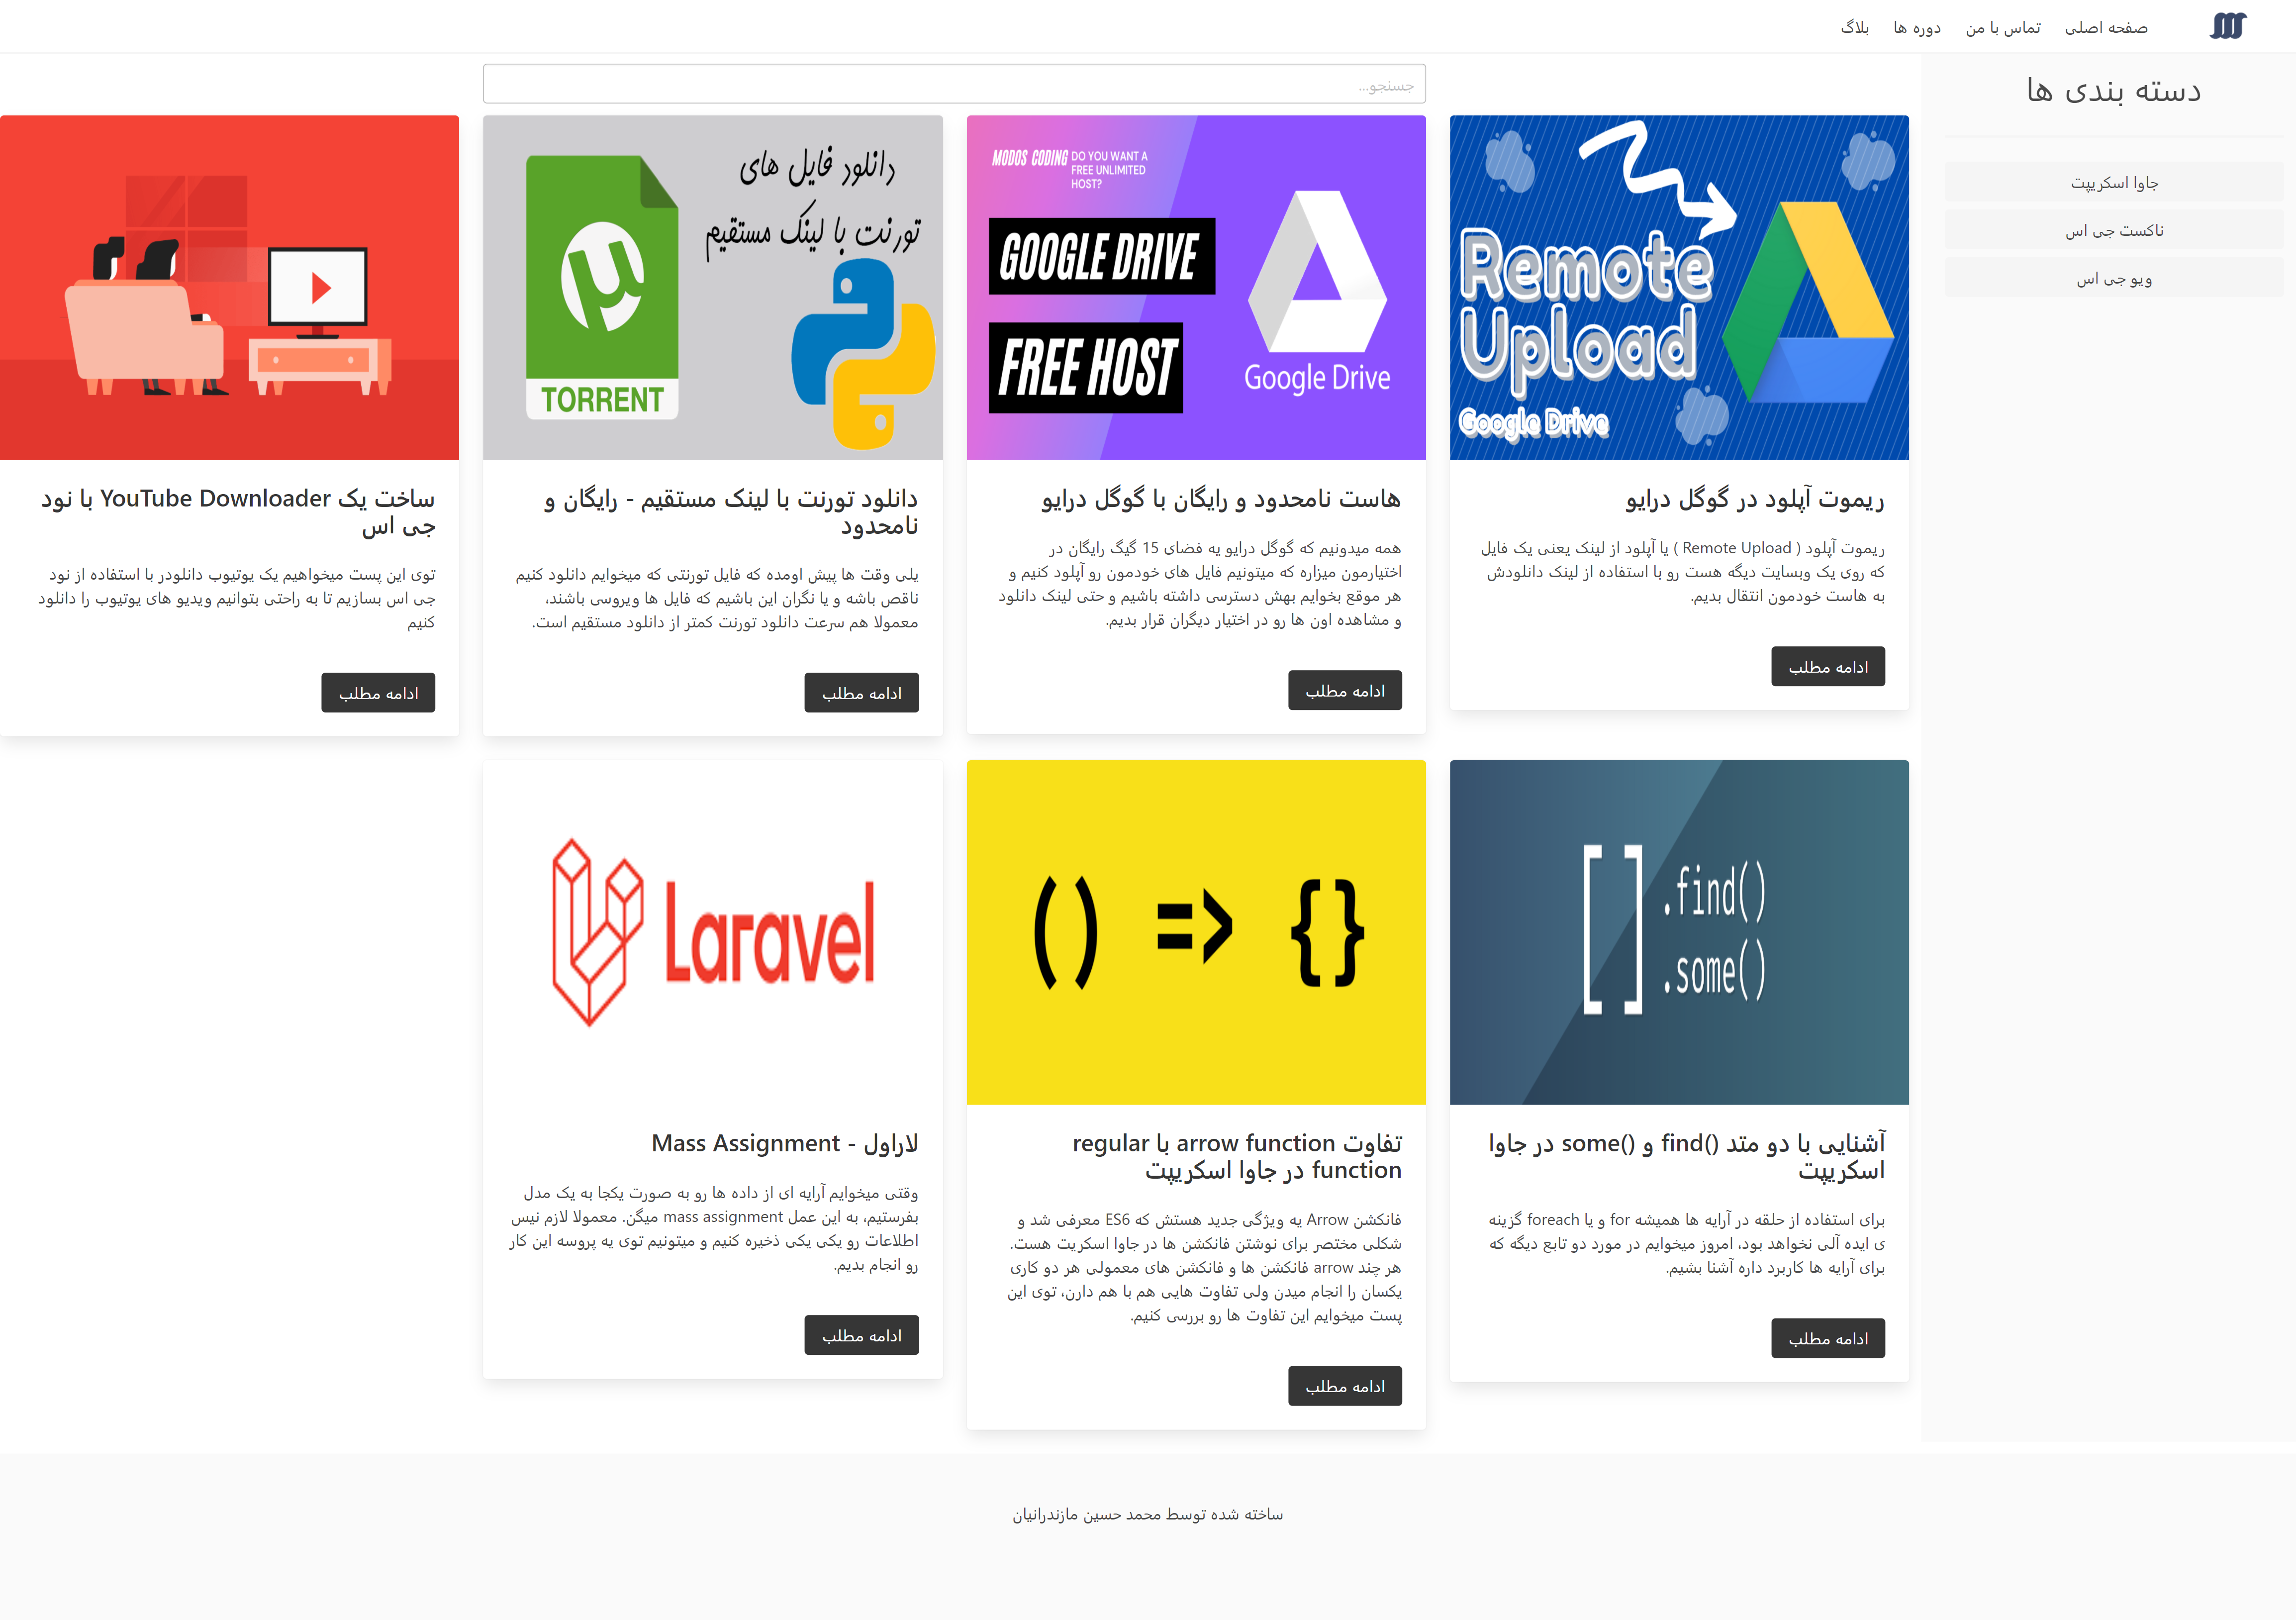 صفحه اصلی
تماس با من
دوره ها
بلاگ
دسته بندی ها
جاوا اسکریپت
ناکست جی اس
ویو جی اس
جستجو...
Remote
Upload
Google Drive
ریموت آپلود در گوگل درایو
ریموت آپلود ( Remote Upload ) یا آپلود از لینک یعنی یک فایل
که روی یک وبسایت دیگه هست رو با استفاده از لینک دانلودش
به هاست خودمون انتقال بدیم.
ادامه مطلب
MODOS CODING
DO YOU WANT A
FREE UNLIMITED
HOST?
GOOGLE DRIVE
FREE HOST
Google Drive
هاست نامحدود و رایگان با گوگل درایو
همه میدونیم که گوگل درایو یه فضای 15 گیگ رایگان در
اختیارمون میزاره که میتونیم فایل های خودمون رو آپلود کنیم و
هر موقع بخوایم بهش دسترسی داشته باشیم و حتی لینک دانلود
و مشاهده اون ها رو در اختیار دیگران قرار بدیم.
ادامه مطلب
دانلود فایل های
تورنت با لینک مستقیم
TORRENT
دانلود تورنت با لینک مستقیم - رایگان و
نامحدود
یلی وقت ها پیش اومده که فایل تورنتی که میخوایم دانلود کنیم
ناقص باشه و یا نگران این باشیم که فایل ها ویروسی باشند،
معمولا هم سرعت دانلود تورنت کمتر از دانلود مستقیم است.
ادامه مطلب
ساخت یک YouTube Downloader با نود
جی اس
توی این پست میخواهیم یک یوتیوب دانلودر با استفاده از نود
جی اس بسازیم تا به راحتی بتوانیم ویدیو های یوتیوب را دانلود
کنیم
ادامه مطلب
[] .find()
.some()
آشنایی با دو متد find() و some() در جاوا
اسکریپت
برای استفاده از حلقه در آرایه ها همیشه for و یا foreach گزینه
ی ایده آلی نخواهد بود، امروز میخوایم در مورد دو تابع دیگه که
برای آرایه ها کاربرد داره آشنا بشیم.
ادامه مطلب
() => {}
تفاوت arrow function با regular
function در جاوا اسکریپت
فانکشن Arrow یه ویژگی جدید هستش که ES6 معرفی شد و
شکلی مختصر برای نوشتن فانکشن ها در جاوا اسکریت هست.
هر چند arrow فانکشن ها و فانکشن های معمولی هر دو کاری
یکسان را انجام میدن ولی تفاوت هایی هم با هم دارن، توی این
پست میخوایم این تفاوت ها رو بررسی کنیم.
ادامه مطلب
Laravel
لاراول - Mass Assignment
وقتی میخوایم آرایه ای از داده ها رو به صورت یکجا به یک مدل
بفرستیم، به این عمل mass assignment میگن. معمولا لازم نیس
اطلاعات رو یکی یکی ذخیره کنیم و میتونیم توی یه پروسه این کار
رو انجام بدیم.
ادامه مطلب
ساخته شده توسط محمد حسین مازندرانیان